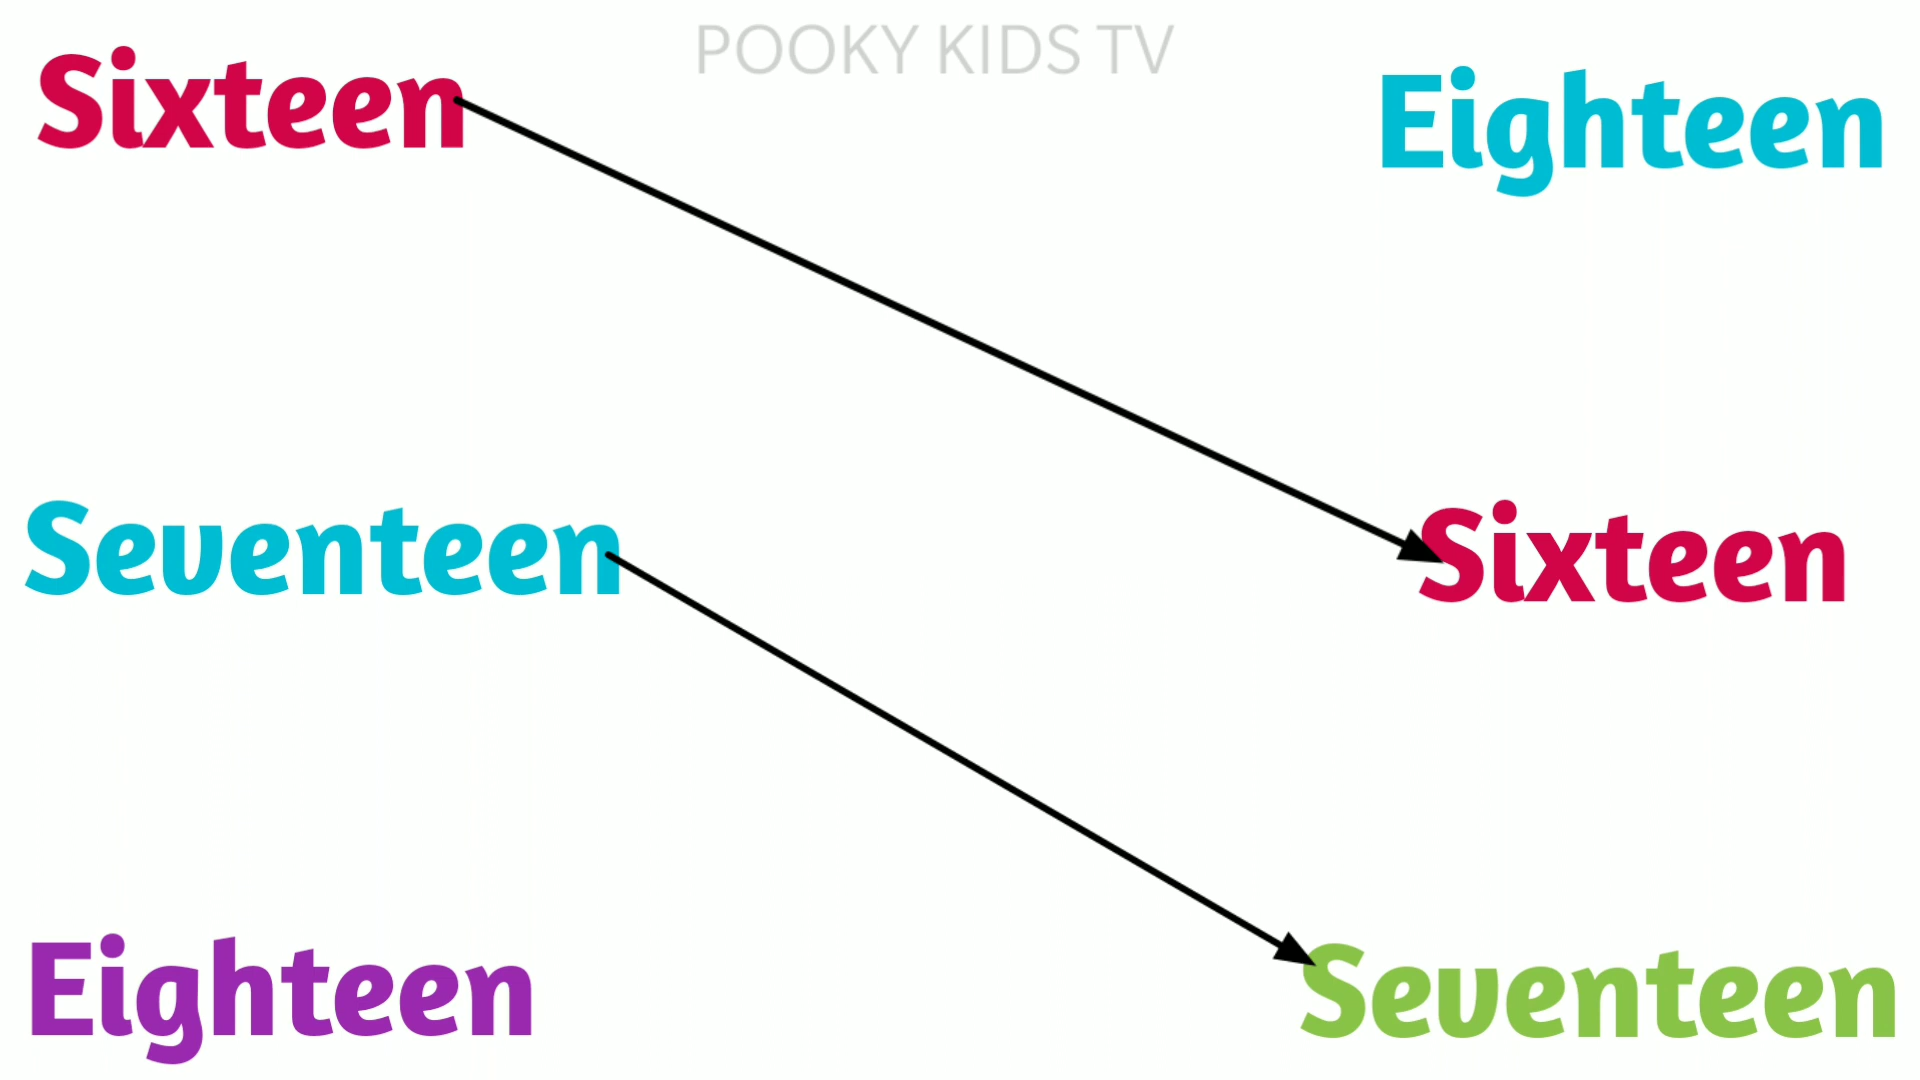 POOKY KIDS TV
Sixteen
Eighteen
Seventeen
Sixteen
Eighteen
Seventeen